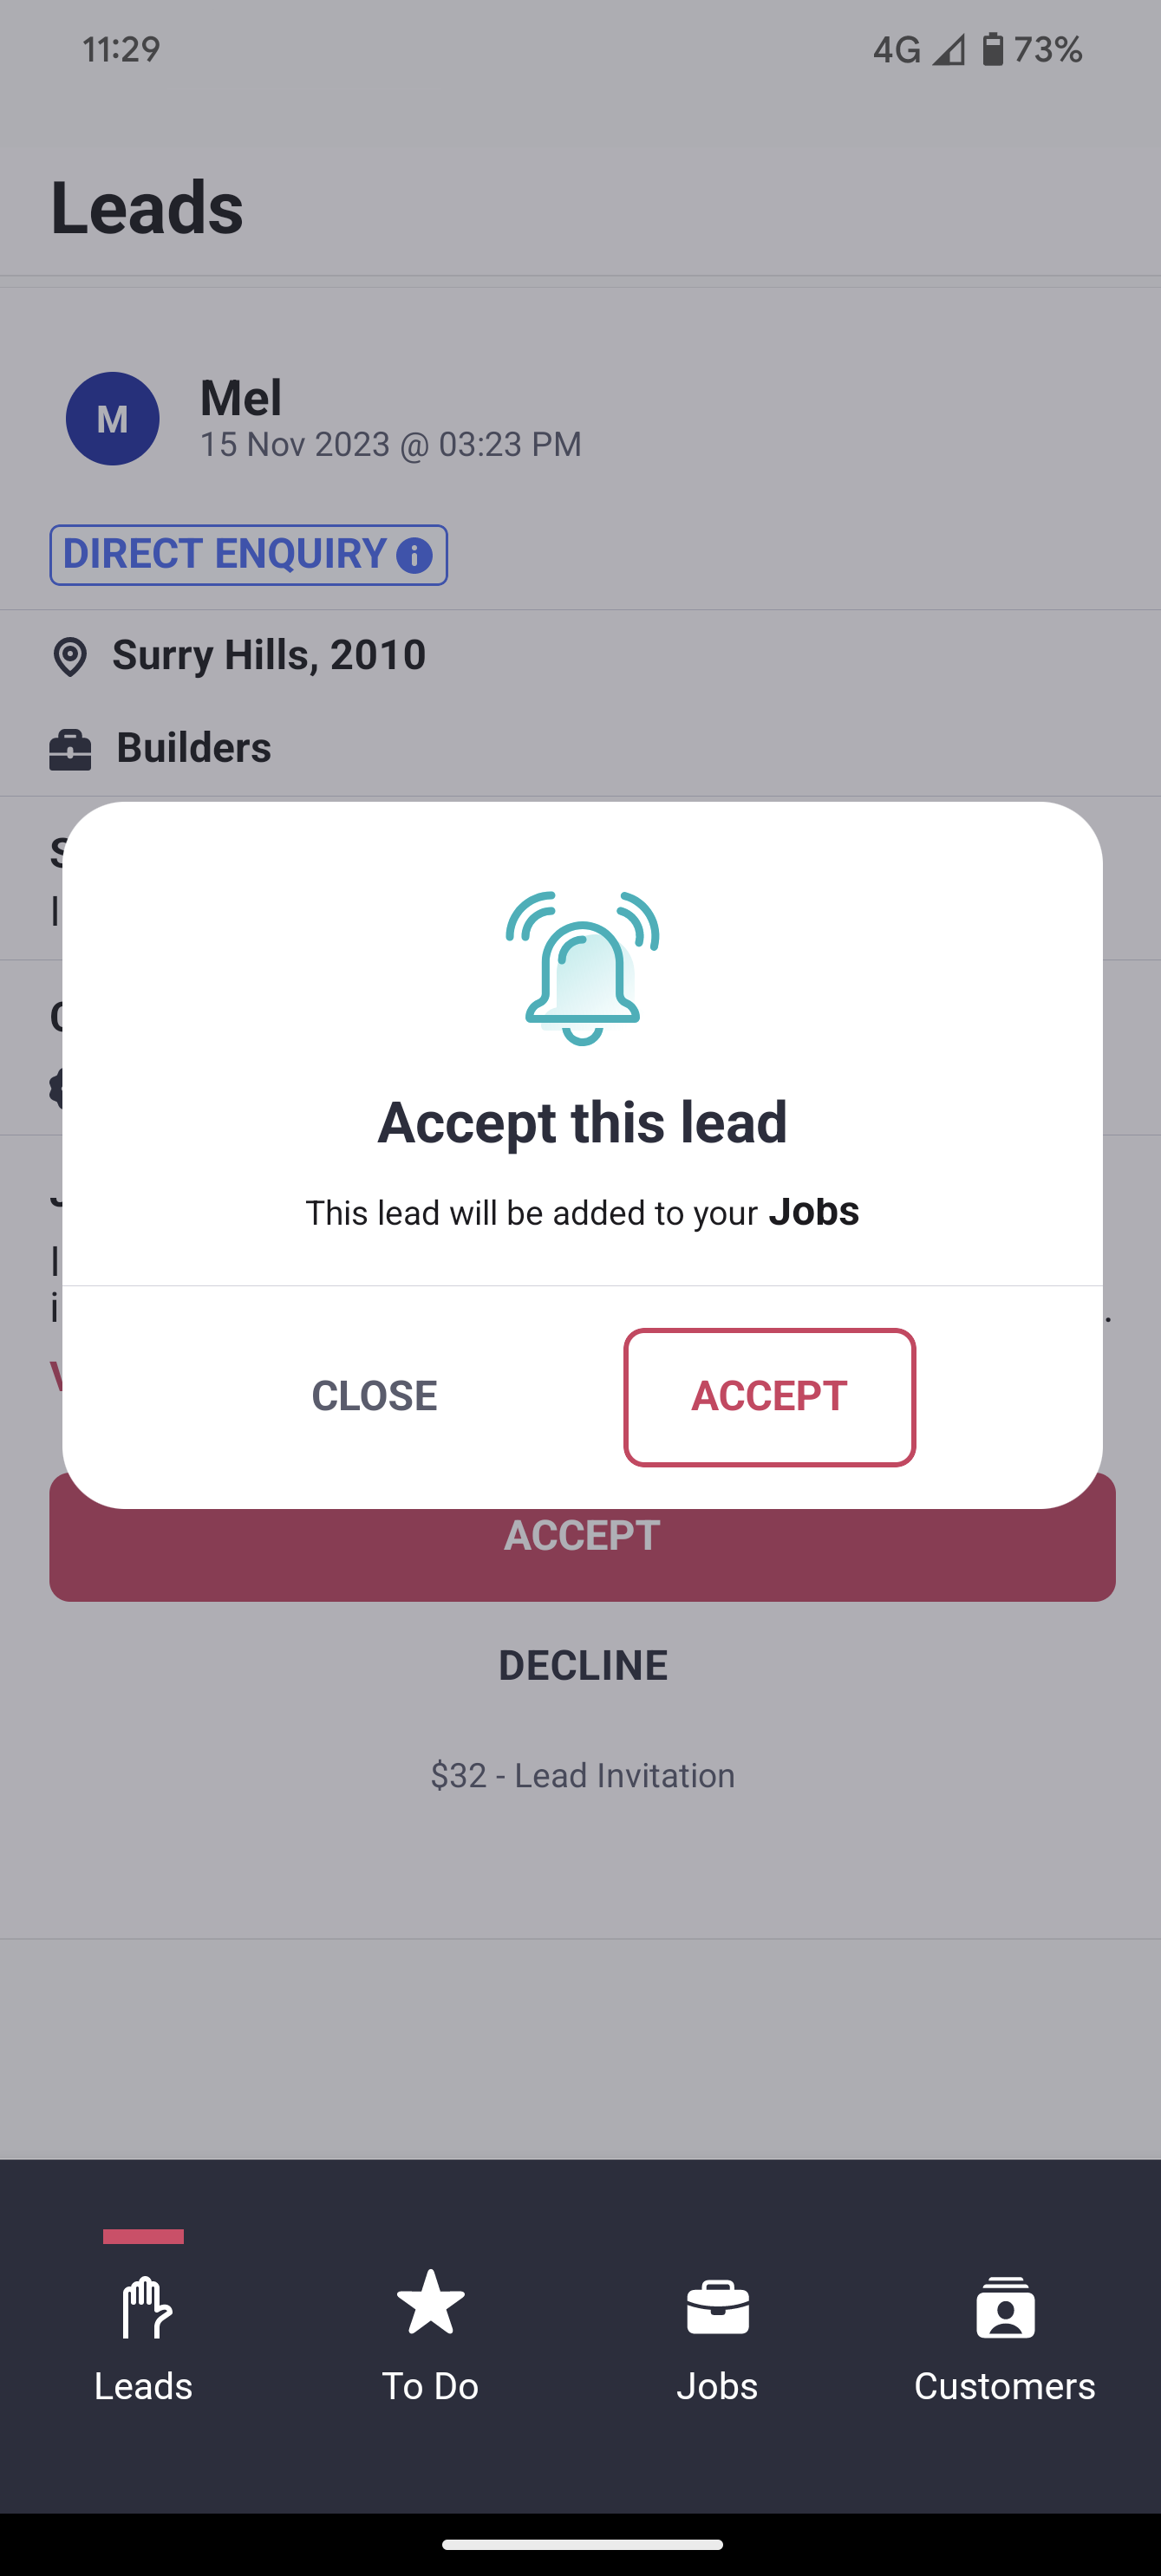 11:29
4G 73%
Leads
M
Mel
15 Nov 2023 @ 03:23 PM
DIRECT ENQUIRY
Surry Hills, 2010
Builders
Accept this lead
This lead will be added to your Jobs
CLOSE
ACCEPT
ACCEPT
DECLINE
$32 - Lead Invitation
Leads
To Do
Jobs
Customers